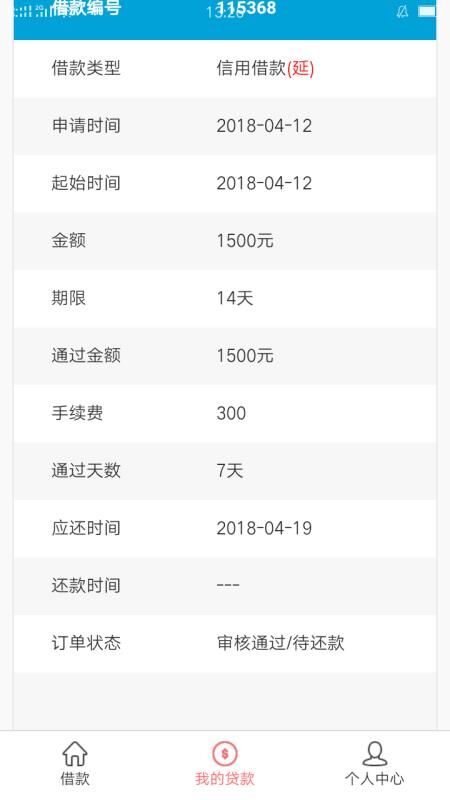 借款编号 115368
13:26
借款类型 信用借款(延)
申请时间 2018-04-12
起始时间 2018-04-12
金额 1500元
期限 14天
通过金额 1500元
手续费 300
通过天数 7天
应还时间 2018-04-19
还款时间 ---
订单状态 审核通过/待还款
借款 我的贷款 个人中心